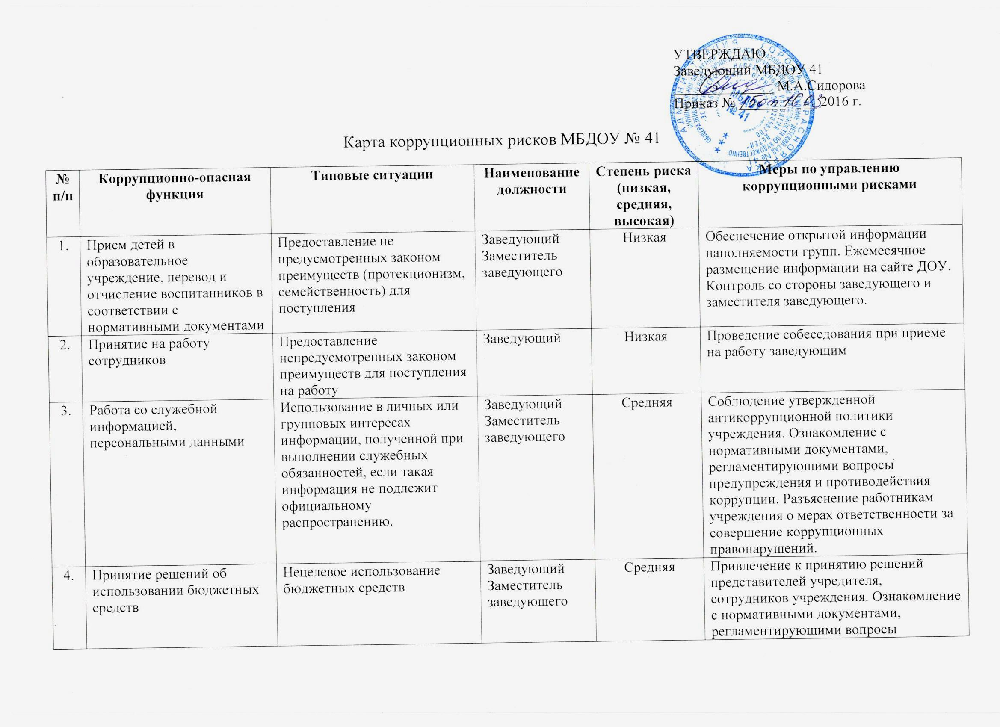 УТВЕРЖДАЮ
Заведующий МБДОУ 41
М.А.Сидорова
Приказ № 15 от 16 03 2016 г.
МБДОУ
№ 41
Карта коррупционных рисков МБДОУ № 41
№
п/п
Коррупционно-опасная
функция
Типовые ситуации
Наименование
должности
Степень риска
(низкая,
средняя,
высокая)
Меры по управлению
коррупционными рисками
1.
Прием детей в
образовательное
учреждение, перевод и
отчисление воспитанников в
соответствии с
нормативными документами
Предоставление не
предусмотренных законом
преимуществ (протекционизм,
семейственность) для
поступления
Заведующий
Заместитель
заведующего
Низкая
Обеспечение открытой информации
наполняемости групп. Ежемесячное
размещение информации на сайте ДОУ.
Контроль со стороны заведующего и
заместителя заведующего.
2.
Принятие на работу
сотрудников
Предоставление
непредусмотренных законом
преимуществ для поступления
на работу
Заведующий
Низкая
Проведение собеседования при приеме
на работу заведующим
3.
Работа со служебной
информацией,
персональными данными
Использование в личных или
групповых интересах
информации, полученной при
выполнении служебных
обязанностей, если такая
информация не подлежит
официальному
распространению.
Заведующий
Заместитель
заведующего
Средняя
Соблюдение утвержденной
антикоррупционной политики
учреждения. Ознакомление с
нормативными документами,
регламентирующими вопросы
предупреждения и противодействия
коррупции. Разъяснение работникам
учреждения о мерах ответственности за
совершение коррупционных
правонарушений.
4.
Принятие решений об
использовании бюджетных
средств
Нецелевое использование
бюджетных средств
Заведующий
Заместитель
заведующего
Средняя
Привлечение к принятию решений
представителей учредителя,
сотрудников учреждения. Ознакомление
с нормативными документами,
регламентирующими вопросы